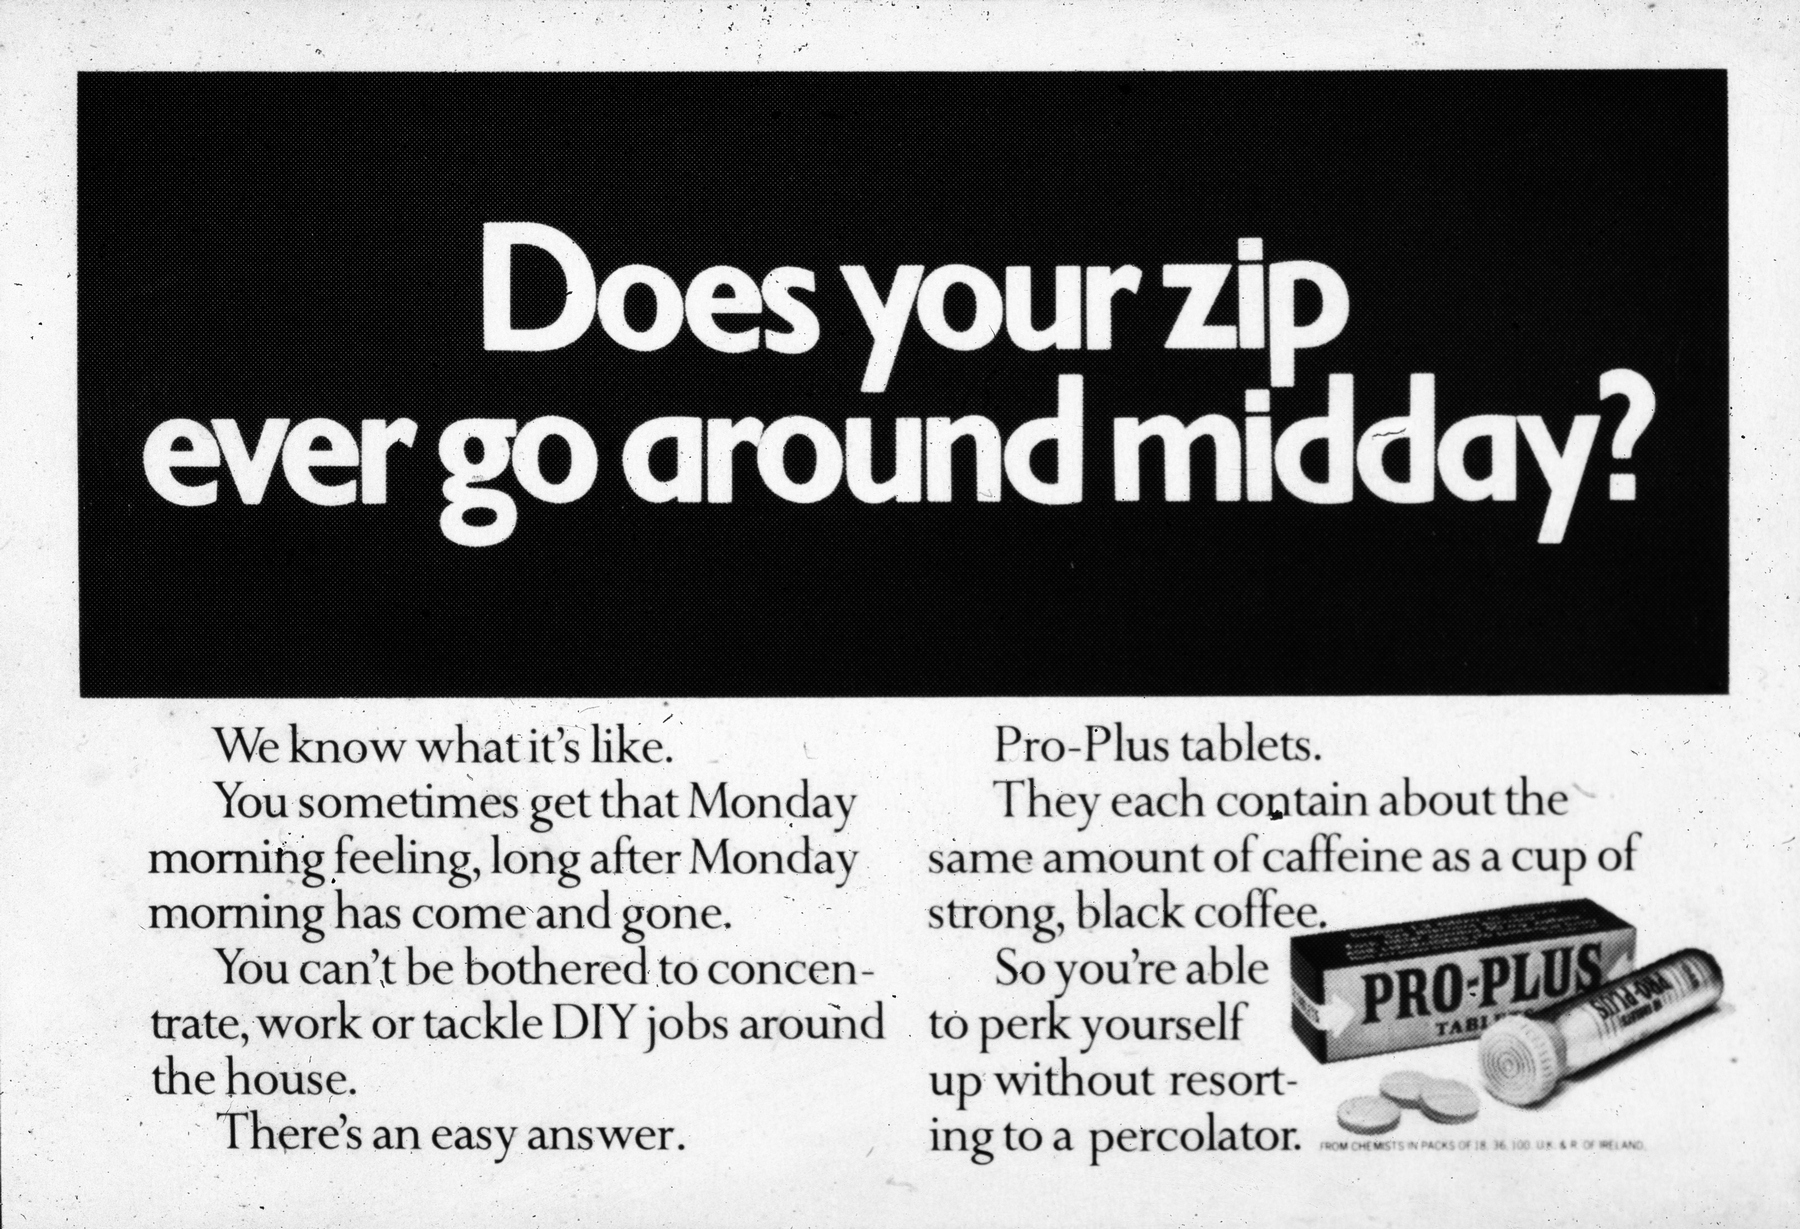 Does your zip
ever go around midday?
We know what it's like.
You sometimes get that Monday
morning feeling, long after Monday
morning has come and gone.
You can't be bothered to concen-
trate, work or tackle DIY jobs around
the house.
There's an easy answer.
Pro-Plus tablets.
They each contain about the
same amount of caffeine as a cup of
strong, black coffee.
So you're able
to perk yourself
up without resort-
ing to a percolator.
PRO-PLUS
PRO-PLUS
FROM CHEMISTS IN PACKS OF 18, 36, 100. U.K. & R. OF IRELAND.